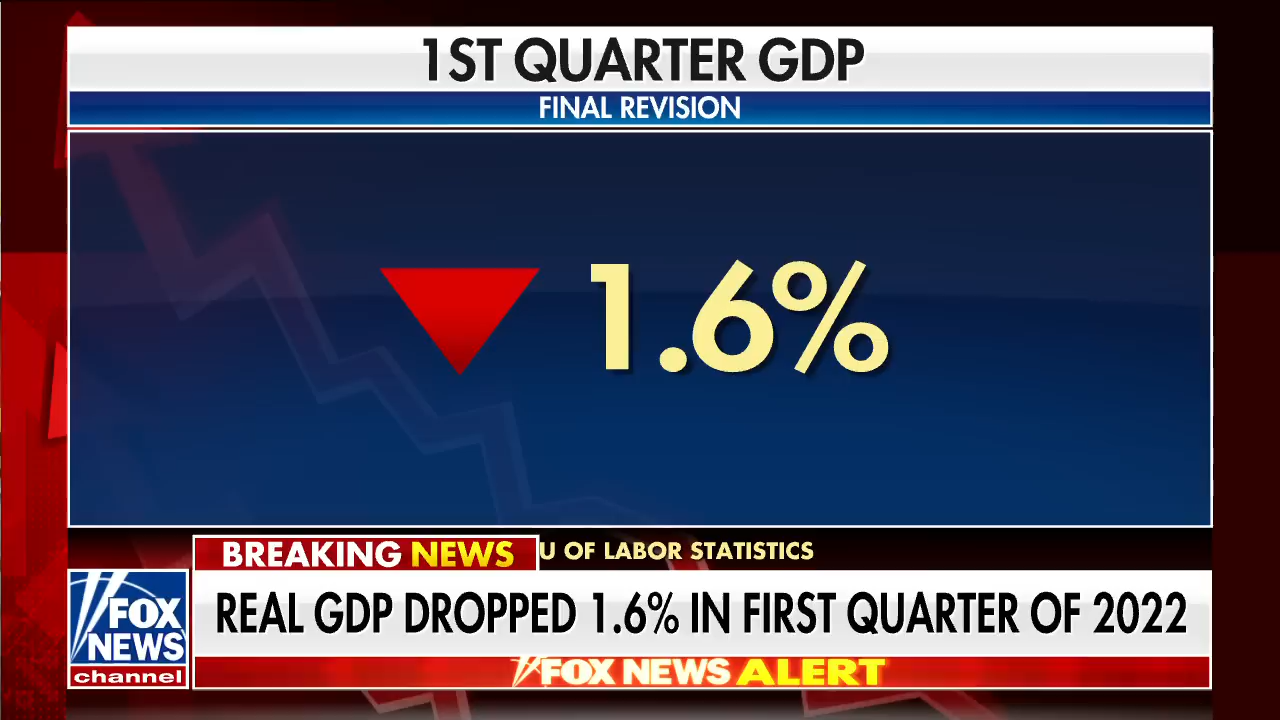 1ST QUARTER GDP
FINAL REVISION
1.6%
BREAKING NEWS
U OF LABOR STATISTICS
REAL GDP DROPPED 1.6% IN FIRST QUARTER OF 2022
FOX
NEWS
channel
FOX NEWS ALERT